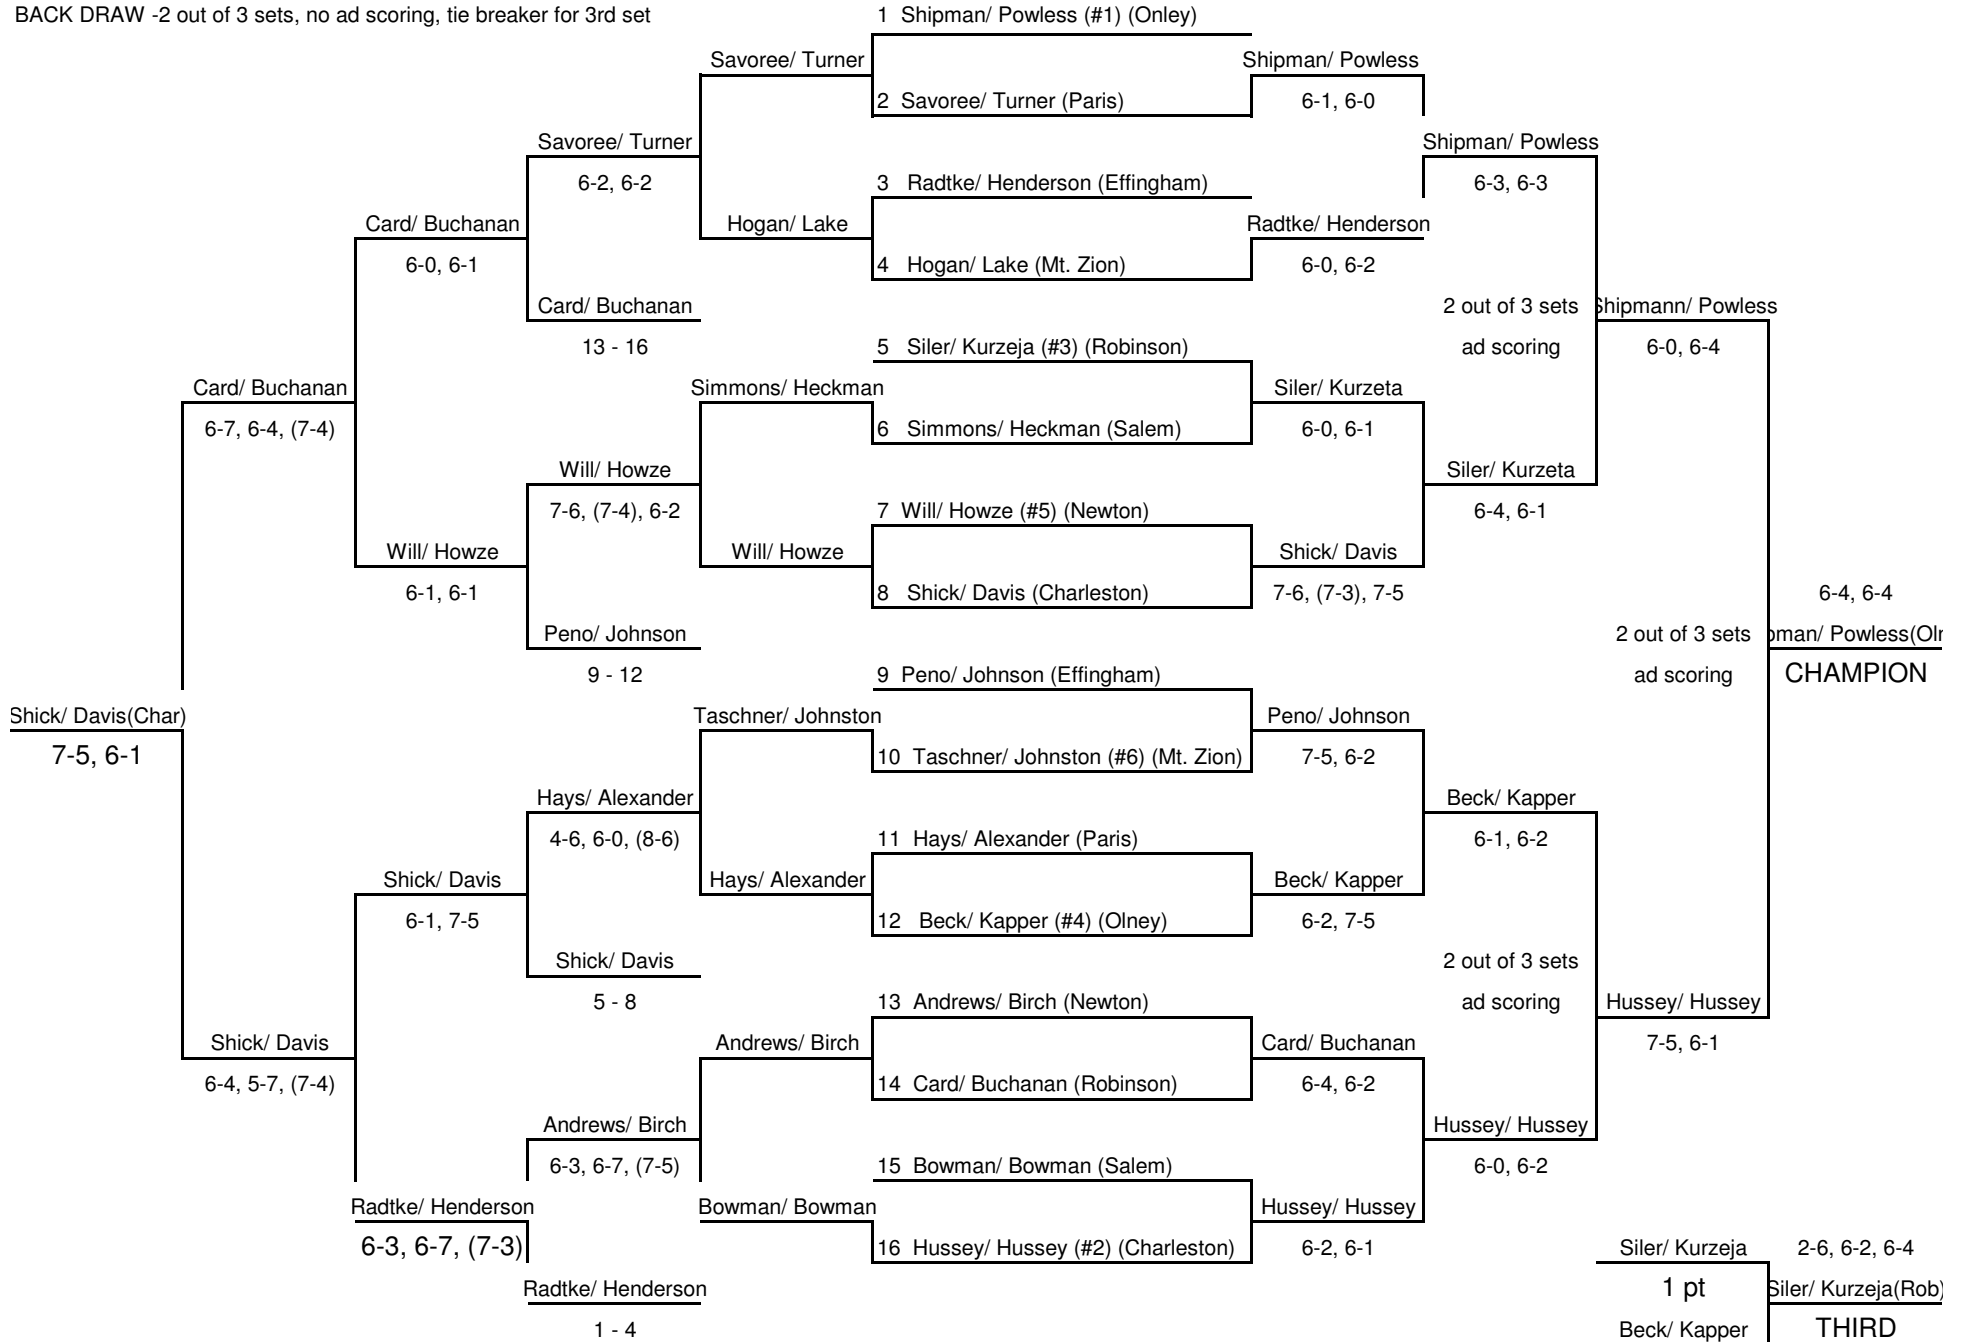 BACK DRAW -2 out of 3 sets, no ad scoring, tie breaker for 3rd set
1 Shipman/ Powless (#1) (Onley)
Savoree/ Turner
Shipman/ Powless
2 Savoree/ Turner (Paris)
6-1, 6-0
Savoree/ Turner
Shipman/ Powless
6-2, 6-2
3 Radtke/ Henderson (Effingham)
6-3, 6-3
Card/ Buchanan
Hogan/ Lake
Radtke/ Henderson
6-0, 6-1
4 Hogan/ Lake (Mt. Zion)
6-0, 6-2
Card/ Buchanan
2 out of 3 sets
Shipmann/ Powless
13 - 16
5 Siler/ Kurzeja (#3) (Robinson)
ad scoring
6-0, 6-4
Card/ Buchanan
Simmons/ Heckman
Siler/ Kurzeta
6-7, 6-4, (7-4)
6 Simmons/ Heckman (Salem)
6-0, 6-1
Will/ Howze
Siler/ Kurzeta
7-6, (7-4), 6-2
7 Will/ Howze (#5) (Newton)
6-4, 6-1
Will/ Howze
Will/ Howze
Shick/ Davis
6-1, 6-1
8 Shick/ Davis (Charleston)
7-6, (7-3), 7-5
6-4, 6-4
Peno/ Johnson
2 out of 3 sets
pman/ Powless(Oln
9 - 12
9 Peno/ Johnson (Effingham)
ad scoring
CHAMPION
Shick/ Davis(Char)
Taschner/ Johnston
Peno/ Johnson
7-5, 6-1
10 Taschner/ Johnston (#6) (Mt. Zion)
7-5, 6-2
Hays/ Alexander
Beck/ Kapper
4-6, 6-0, (8-6)
11 Hays/ Alexander (Paris)
6-1, 6-2
Shick/ Davis
Hays/ Alexander
Beck/ Kapper
6-1, 7-5
12 Beck/ Kapper (#4) (Olney)
6-2, 7-5
Shick/ Davis
2 out of 3 sets
5 - 8
13 Andrews/ Birch (Newton)
ad scoring
Hussey/ Hussey
Shick/ Davis
Andrews/ Birch
Card/ Buchanan
7-5, 6-1
6-4, 5-7, (7-4)
14 Card/ Buchanan (Robinson)
6-4, 6-2
Andrews/ Birch
Hussey/ Hussey
6-3, 6-7, (7-5)
15 Bowman/ Bowman (Salem)
6-0, 6-2
Radtke/ Henderson
Bowman/ Bowman
Hussey/ Hussey
6-3, 6-7, (7-3)
16 Hussey/ Hussey (#2) (Charleston)
6-2, 6-1
Siler/ Kurzeja
2-6, 6-2, 6-4
Radtke/ Henderson
1 pt
Siler/ Kurzeja(Rob)
1 - 4
Beck/ Kapper
THIRD